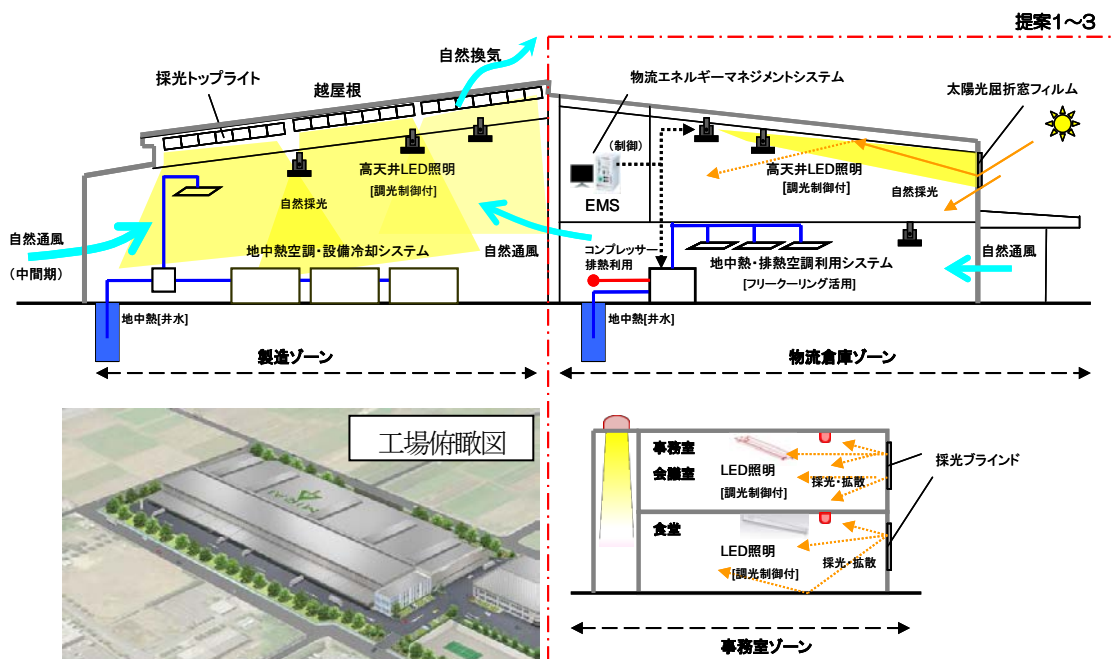 提案1～3
自然換気
採光トップライト
越屋根
物流エネルギーマネジメントシステム
太陽光屈折窓フィルム
(制御)
高天井LED照明
[調光制御付]
自然採光
EMS
高天井LED照明
[調光制御付]
自然採光
自然通風
(中間期)
地中熱空調・設備冷却システム
自然通風
コンプレッサー
排熱利用
地中熱・排熱空調利用システム
[フリークーリング活用]
自然通風
地中熱[井水]
地中熱[井水]
製造ゾーン
物流倉庫ゾーン
工場俯瞰図
MIRAI
事務室
会議室
LED照明
[調光制御付]
採光・拡散
採光ブラインド
食堂
LED照明
[調光制御付]
採光・拡散
事務室ゾーン